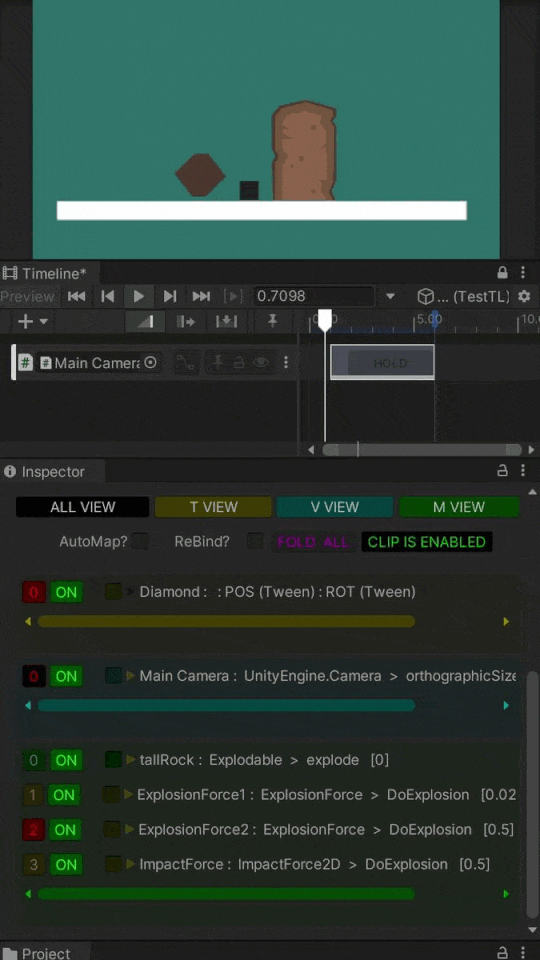 Timeline*
Preview 0.7098 ... (TestTL)
0:00 5:00 10:0
# # Main Camera
HOLD
Inspector
ALL VIEW T VIEW V VIEW M VIEW
AutoMap? ReBind? FOLD ALL CLIP IS ENABLED
0 ON Diamond : : POS (Tween) : ROT (Tween)
0 ON Main Camera : UnityEngine.Camera > orthographicSize
0 ON tallRock : Explodable > explode [0]
1 ON ExplosionForce1 : ExplosionForce > DoExplosion [0.02
2 ON ExplosionForce2 : ExplosionForce > DoExplosion [0.5]
3 ON ImpactForce : ImpactForce2D > DoExplosion [0.5]
Project